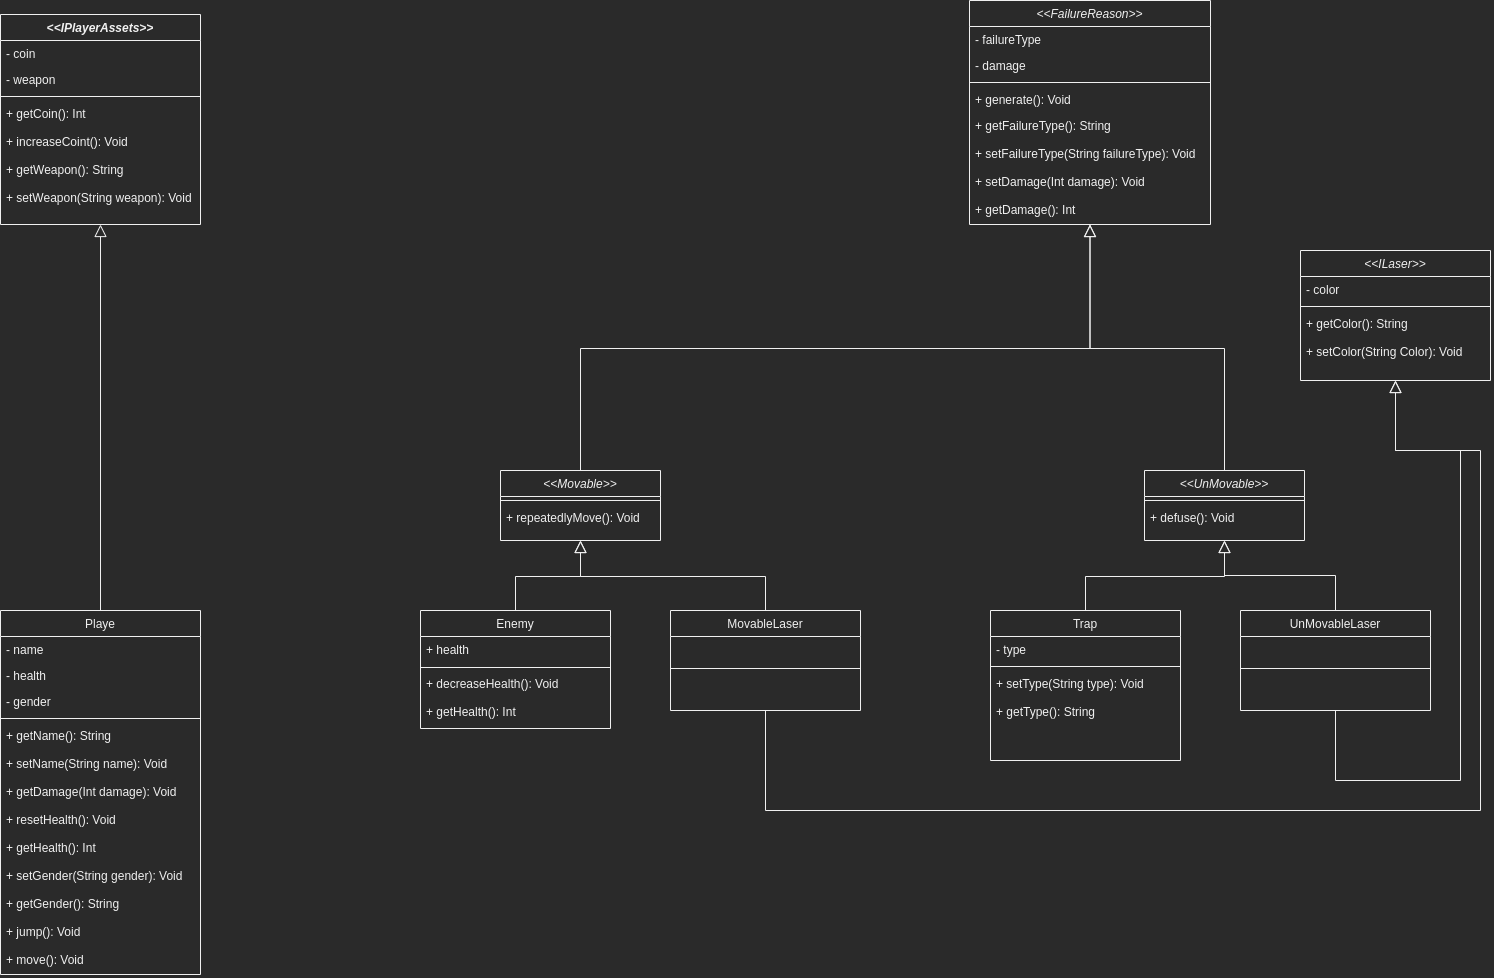 <<IPlayerAssets>>
- coin
- weapon
+ getCoin(): Int
+ increaseCoint(): Void
+ getWeapon(): String
+ setWeapon(String weapon): Void
<<FailureReason>>
- failureType
- damage
+ generate(): Void
+ getFailureType(): String
+ setFailureType(String failureType): Void
+ setDamage(Int damage): Void
+ getDamage(): Int
<<ILaser>>
- color
+ getColor(): String
+ setColor(String Color): Void
<<Movable>>
+ repeatedlyMove(): Void
<<UnMovable>>
+ defuse(): Void
Playe
- name
- health
- gender
+ getName(): String
+ setName(String name): Void
+ getDamage(Int damage): Void
+ resetHealth(): Void
+ getHealth(): Int
+ setGender(String gender): Void
+ getGender(): String
+ jump(): Void
+ move(): Void
Enemy
+ health
+ decreaseHealth(): Void
+ getHealth(): Int
MovableLaser
Trap
- type
+ setType(String type): Void
+ getType(): String
UnMovableLaser